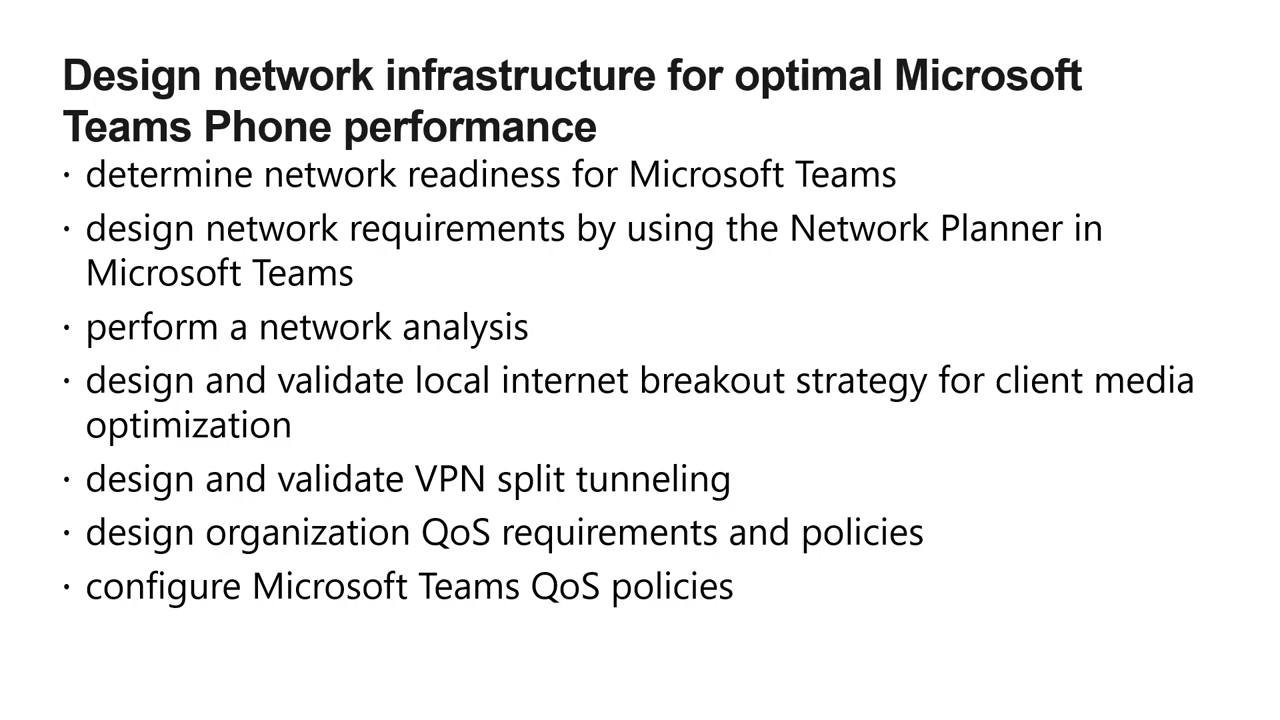 Design network infrastructure for optimal Microsoft
Teams Phone performance
· determine network readiness for Microsoft Teams
· design network requirements by using the Network Planner in
Microsoft Teams
· perform a network analysis
· design and validate local internet breakout strategy for client media
optimization
· design and validate VPN split tunneling
· design organization QoS requirements and policies
· configure Microsoft Teams QoS policies